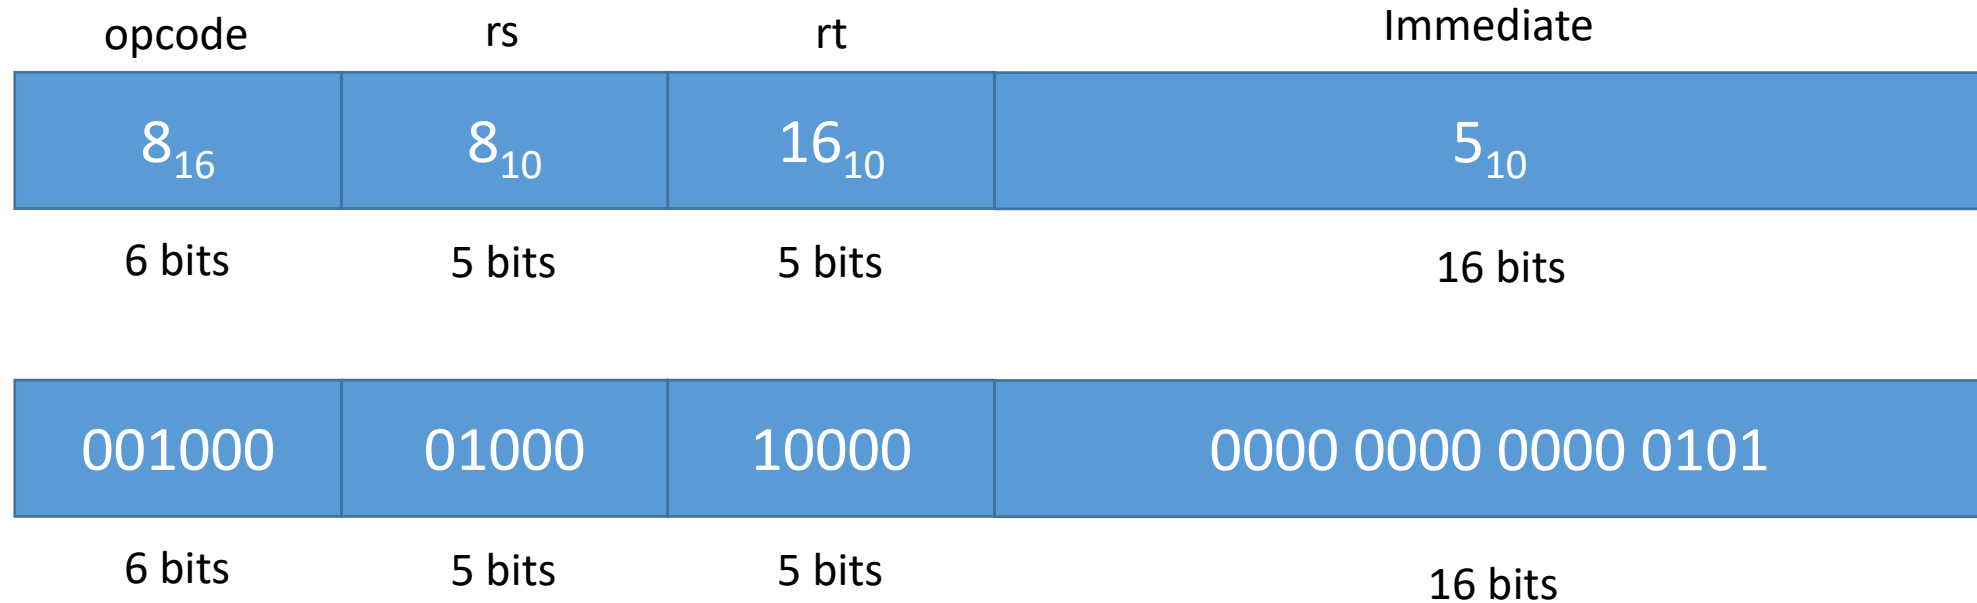 opcode rs rt Immediate
8₁₆ 8₁₀ 16₁₀ 5₁₀
6 bits 5 bits 5 bits 16 bits
001000 01000 10000 0000 0000 0000 0101
6 bits 5 bits 5 bits 16 bits